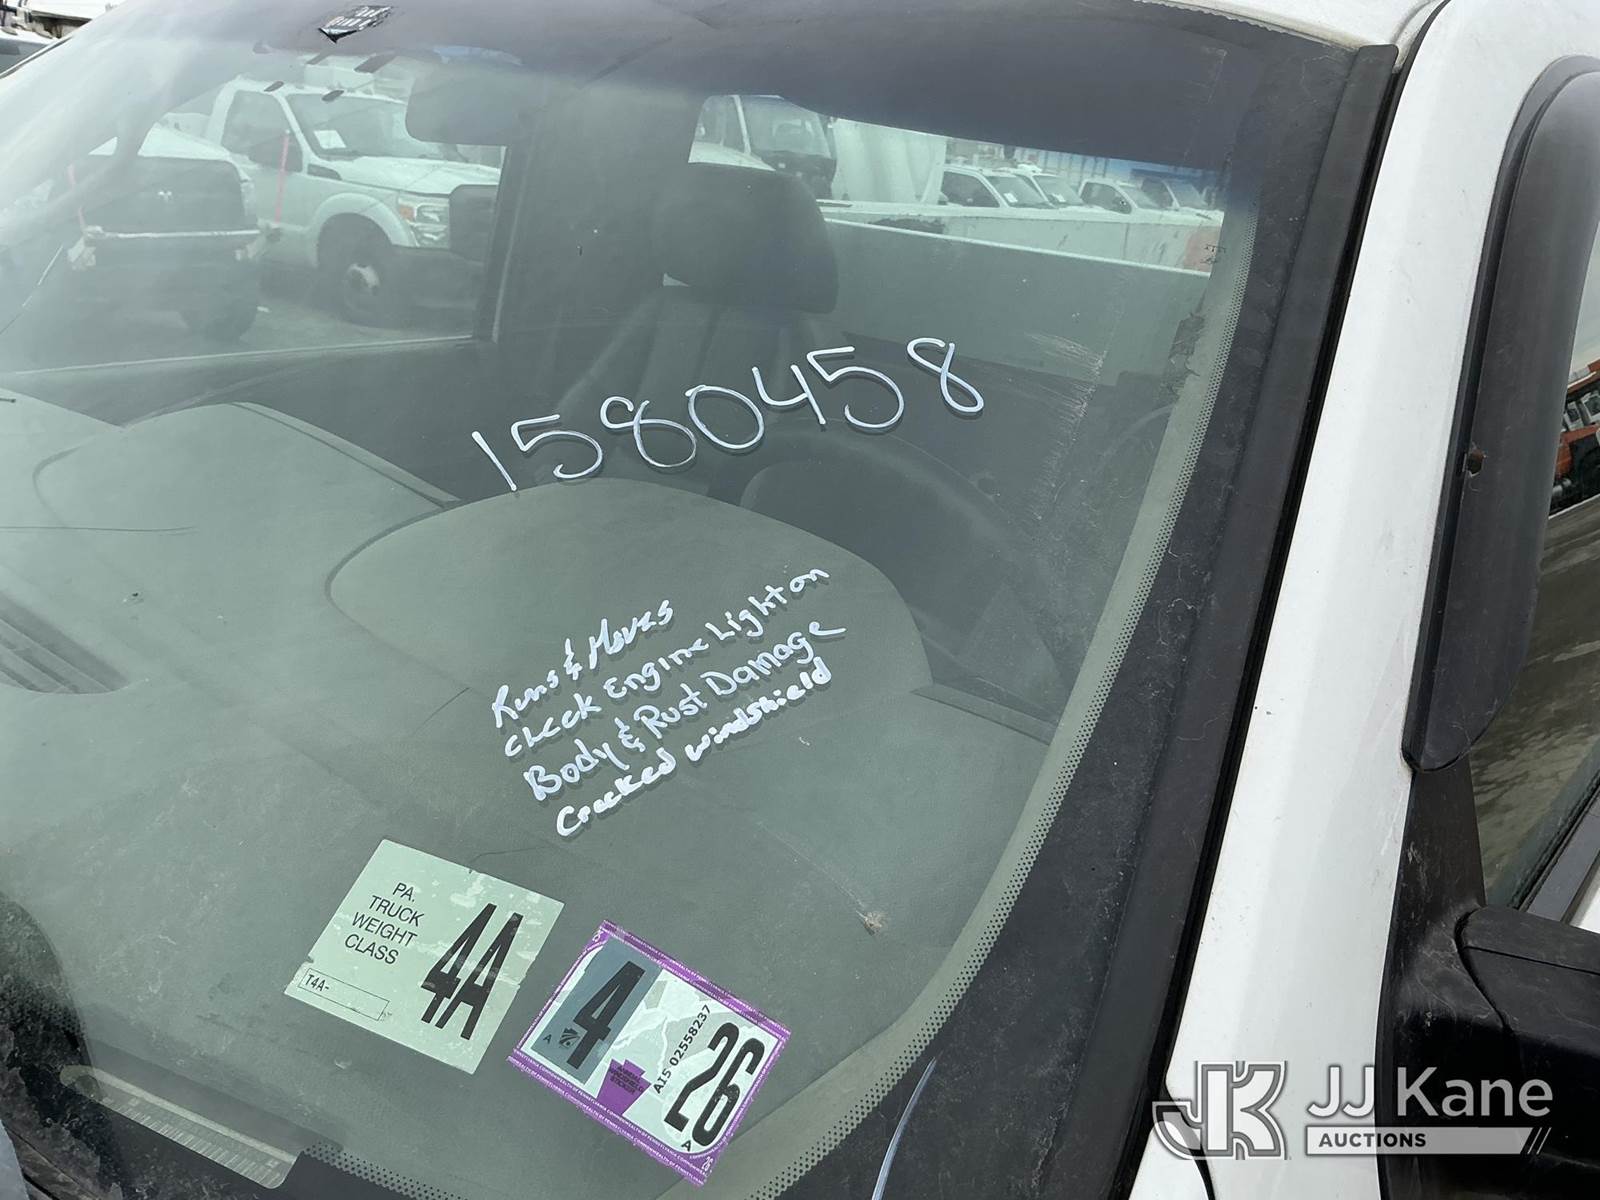 1580458
Runs & Moves
Check Engine Light on
Body & Rust Damage
Cracked Windshield
PA.
TRUCK
WEIGHT
CLASS
4A
T4A-
4
A
AI5 02558237
26
A
JJ Kane
AUCTIONS